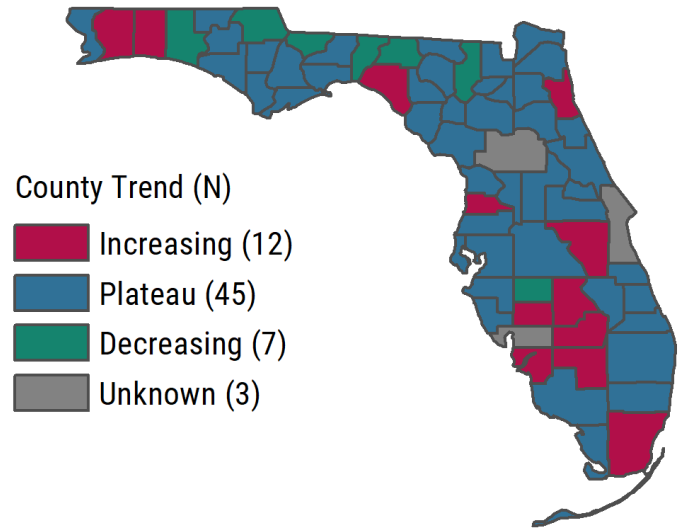 County Trend (N)
Increasing (12)
Plateau (45)
Decreasing (7)
Unknown (3)